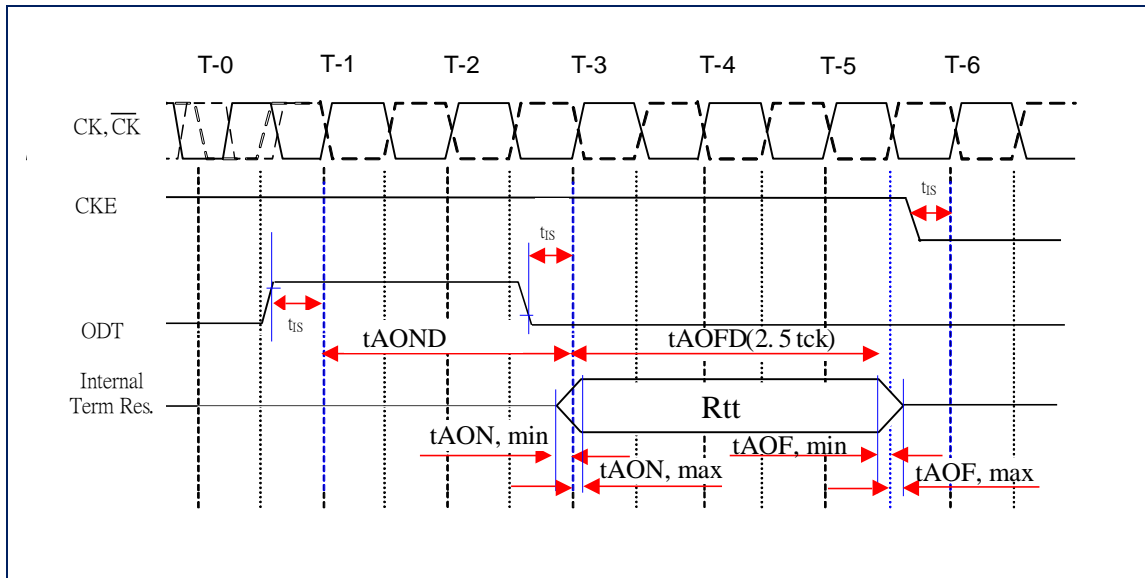 T-0 T-1 T-2 T-3 T-4 T-5 T-6
CK, CK
CKE
tIS
tIS
tIS
ODT
tAOND
tAOFD(2.5 tck)
Internal
Term Res.
Rtt
tAON, min
tAOF, min
tAON, max
tAOF, max